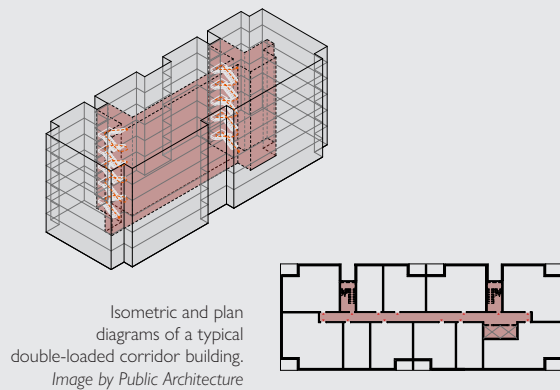 Isometric and plan
diagrams of a typical
double-loaded corridor building.
Image by Public Architecture